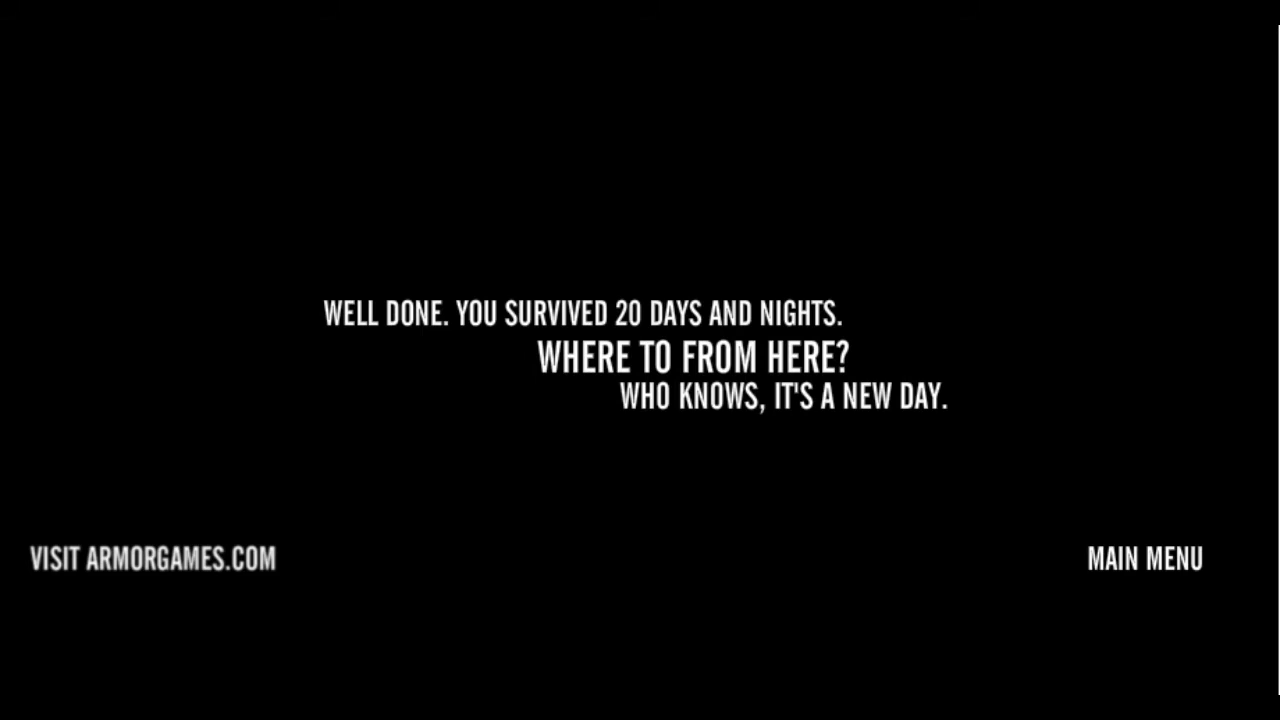 WELL DONE. YOU SURVIVED 20 DAYS AND NIGHTS.
WHERE TO FROM HERE?
WHO KNOWS, IT'S A NEW DAY.
VISIT ARMORGAMES.COM
MAIN MENU